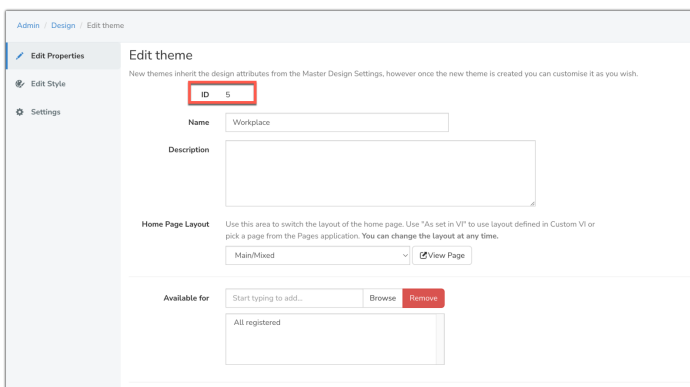 Admin / Design / Edit theme
Edit Properties
Edit Style
Settings
Edit theme
New themes inherit the design attributes from the Master Design Settings, however once the new theme is created you can customise it as you wish.
ID 5
Name Workplace
Description
Home Page Layout Use this area to switch the layout of the home page. Use "As set in VI" to use layout defined in Custom VI or
pick a page from the Pages application. You can change the layout at any time.
Main/Mixed View Page
Available for Start typing to add... Browse Remove
All registered